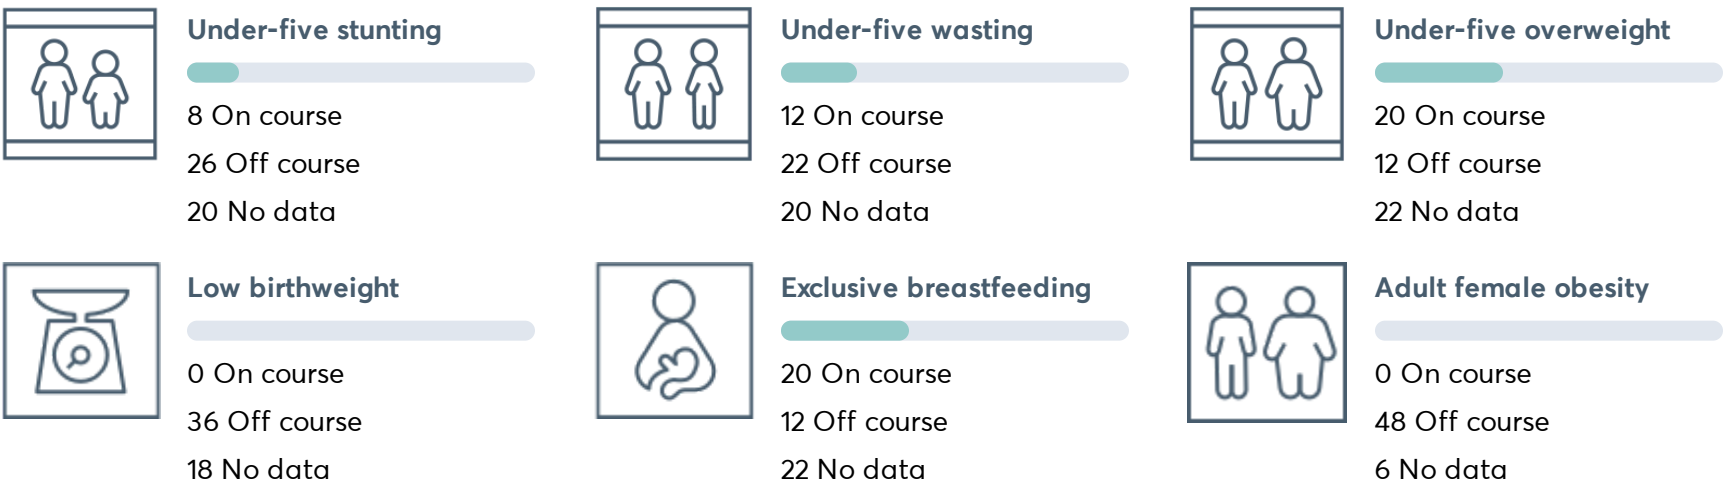 Under-five stunting
8 On course
26 Off course
20 No data
Under-five wasting
12 On course
22 Off course
20 No data
Under-five overweight
20 On course
12 Off course
22 No data
Low birthweight
0 On course
36 Off course
18 No data
Exclusive breastfeeding
20 On course
12 Off course
22 No data
Adult female obesity
0 On course
48 Off course
6 No data